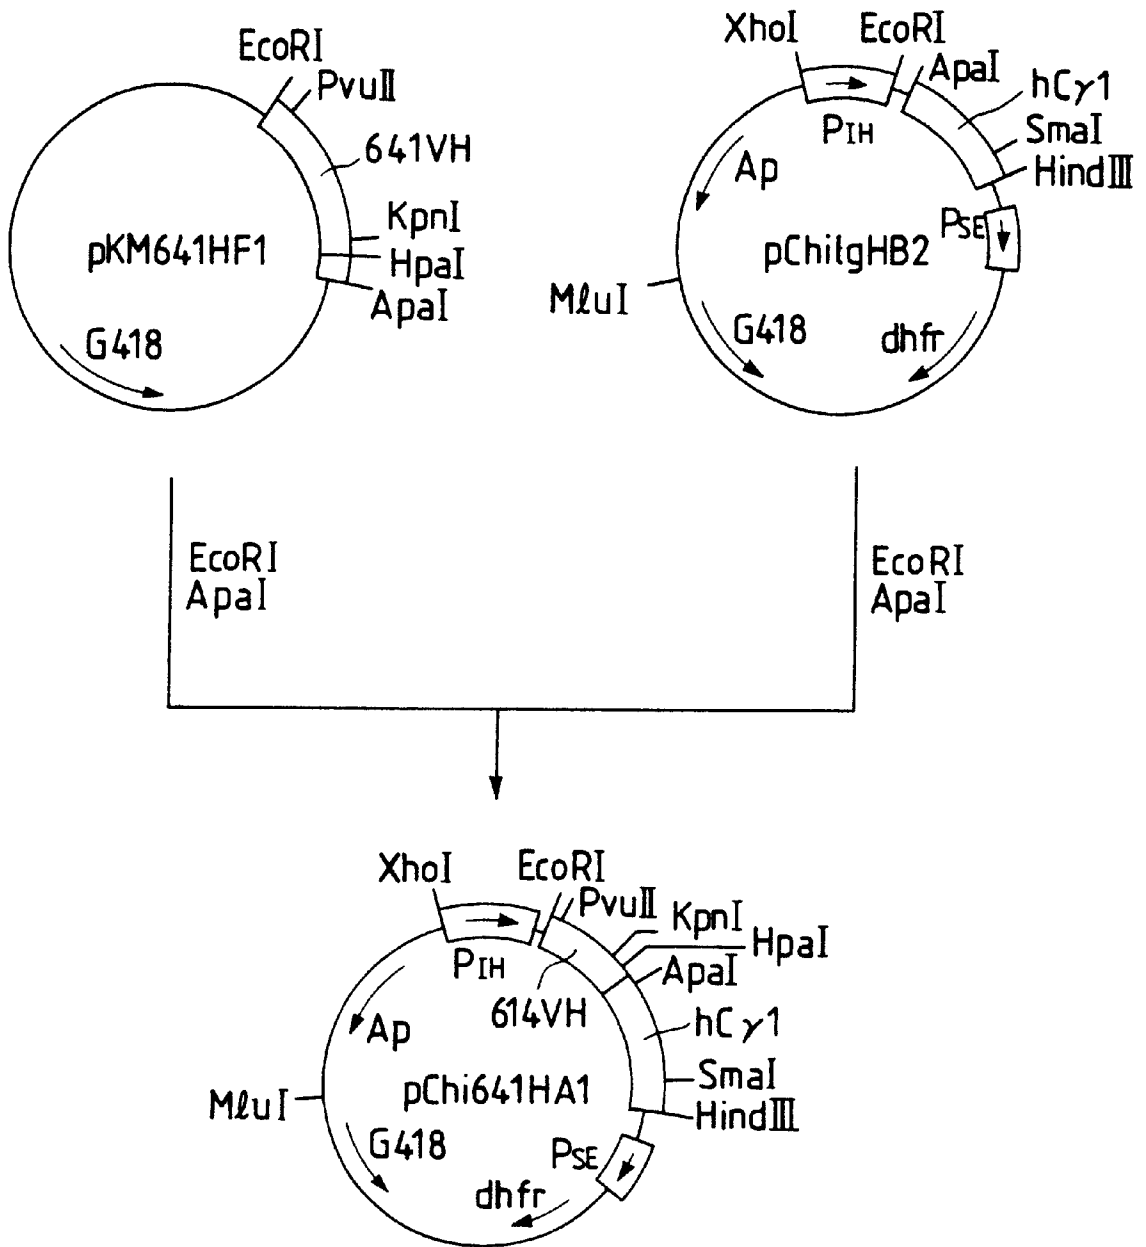 EcoRI
PvuII
641VH
KpnI
HpaI
ApaI
pKM641HF1
G418
XhoI
EcoRI
ApaI
hCγ1
SmaI
HindIII
PIH
Ap
PSE
pChiIgHB2
MluI
G418
dhfr
EcoRI
ApaI
EcoRI
ApaI
XhoI
EcoRI
PvuII
KpnI
HpaI
ApaI
PIH
614VH
hCγ1
Ap
SmaI
pChi641HA1
HindIII
MluI
G418
PSE
dhfr